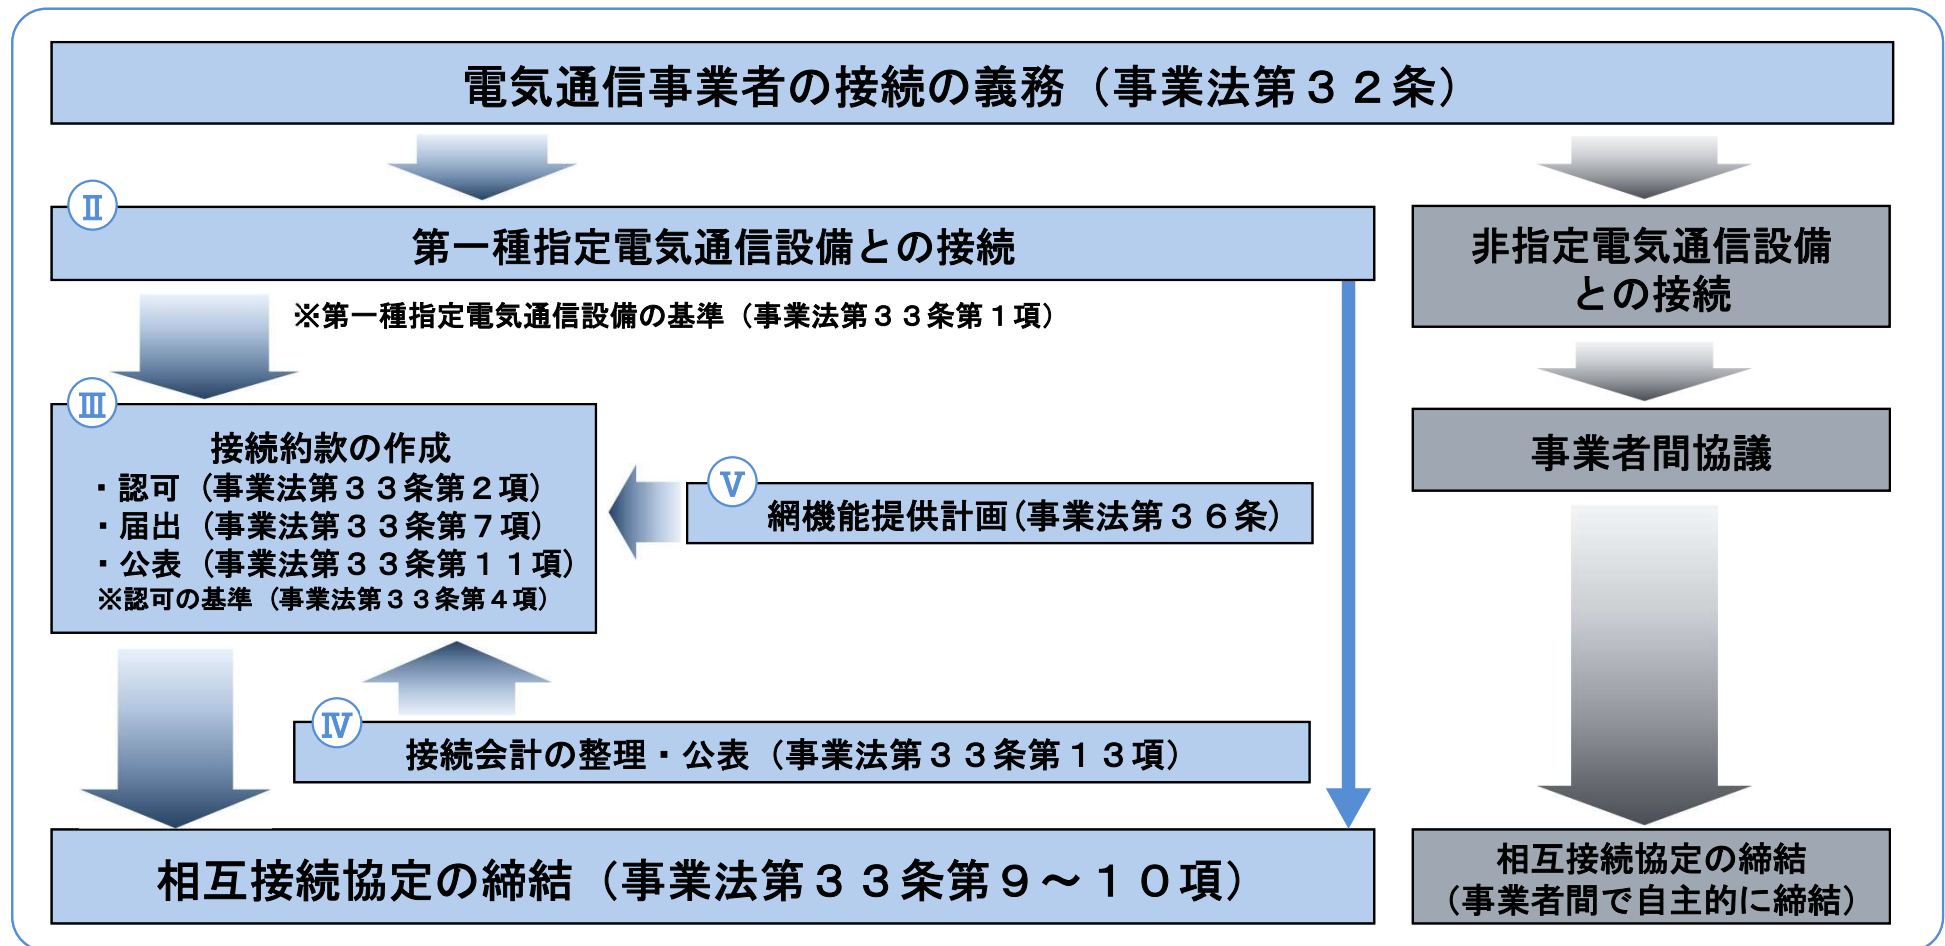 電気通信事業者の接続の義務（事業法第３２条）
Ⅱ
第一種指定電気通信設備との接続
※第一種指定電気通信設備の基準（事業法第３３条第１項）
Ⅲ
接続約款の作成
・認可（事業法第３３条第２項）
・届出（事業法第３３条第７項）
・公表（事業法第３３条第１１項）
※認可の基準（事業法第３３条第４項）
Ⅴ
網機能提供計画(事業法第３６条）
Ⅳ
接続会計の整理・公表（事業法第３３条第１３項）
相互接続協定の締結（事業法第３３条第９～１０項）
非指定電気通信設備
との接続
事業者間協議
相互接続協定の締結
（事業者間で自主的に締結）